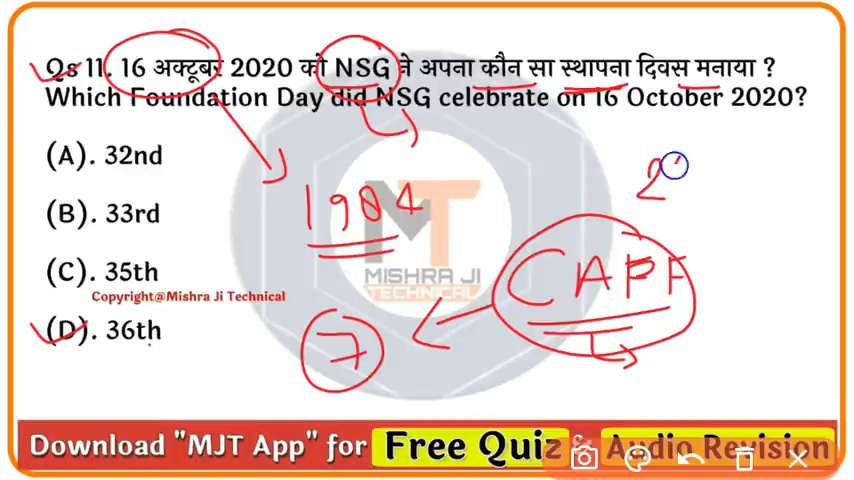 Qs 11. 16 अक्टूबर 2020 को NSG ने अपना कौन सा स्थापना दिवस मनाया ?
Which Foundation Day did NSG celebrate on 16 October 2020?
(A). 32nd
(B). 33rd
1984
CAPF
MISHRA JI
TECHNICAL
(C). 35th
Copyright@Mishra Ji Technical
(D). 36th
7
Download "MJT App" for Free Quiz & Audio Revision